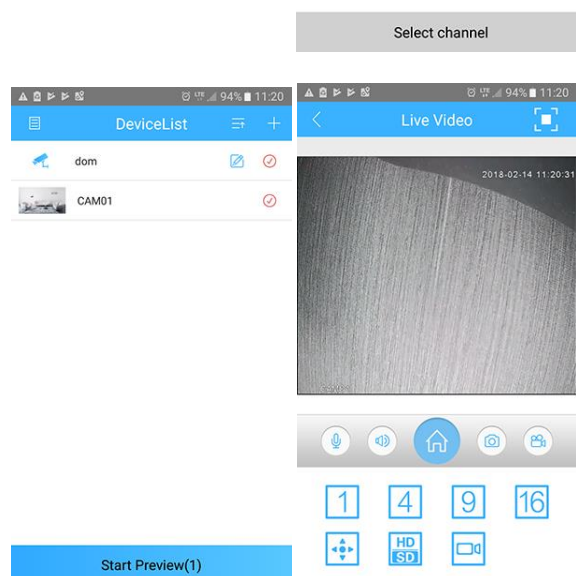 Select channel
94% 11:20
DeviceList
dom
CAM01
Start Preview(1)
94% 11:20
Live Video
2018-02-14 11:20:31
1 4 9 16
HD
SD